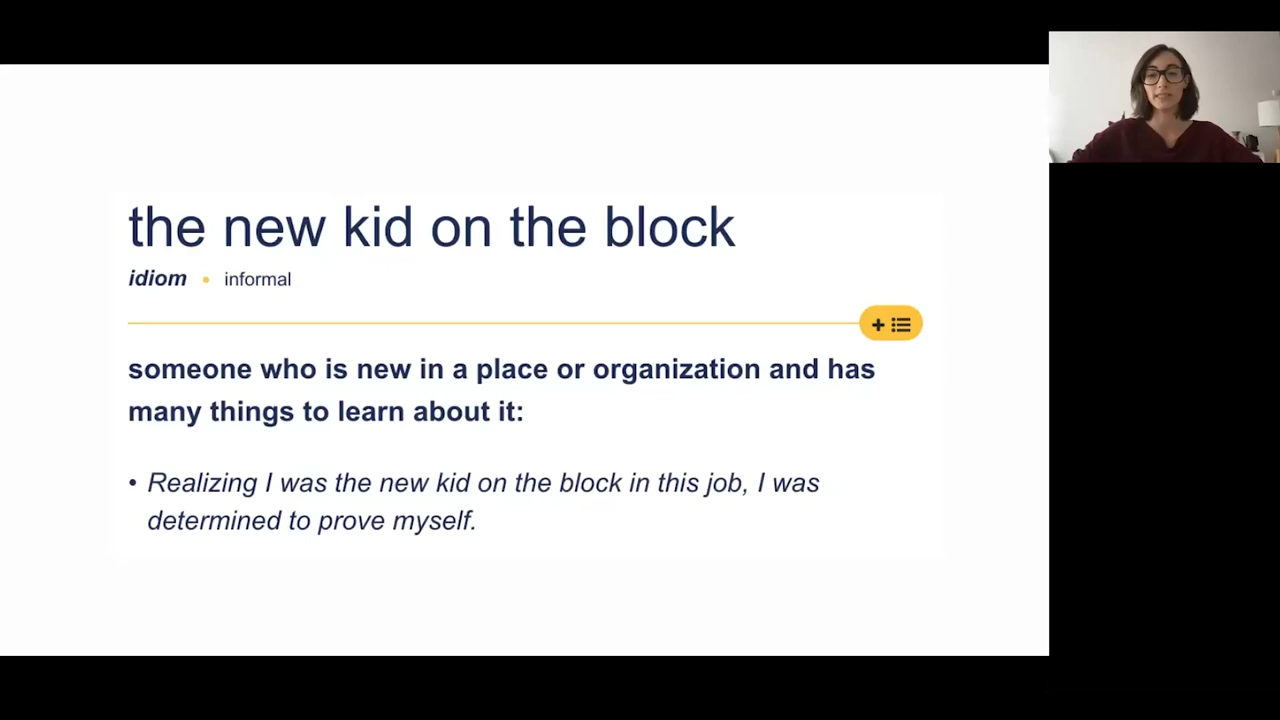 the new kid on the block
idiom • informal
someone who is new in a place or organization and has
many things to learn about it:
• Realizing I was the new kid on the block in this job, I was
determined to prove myself.